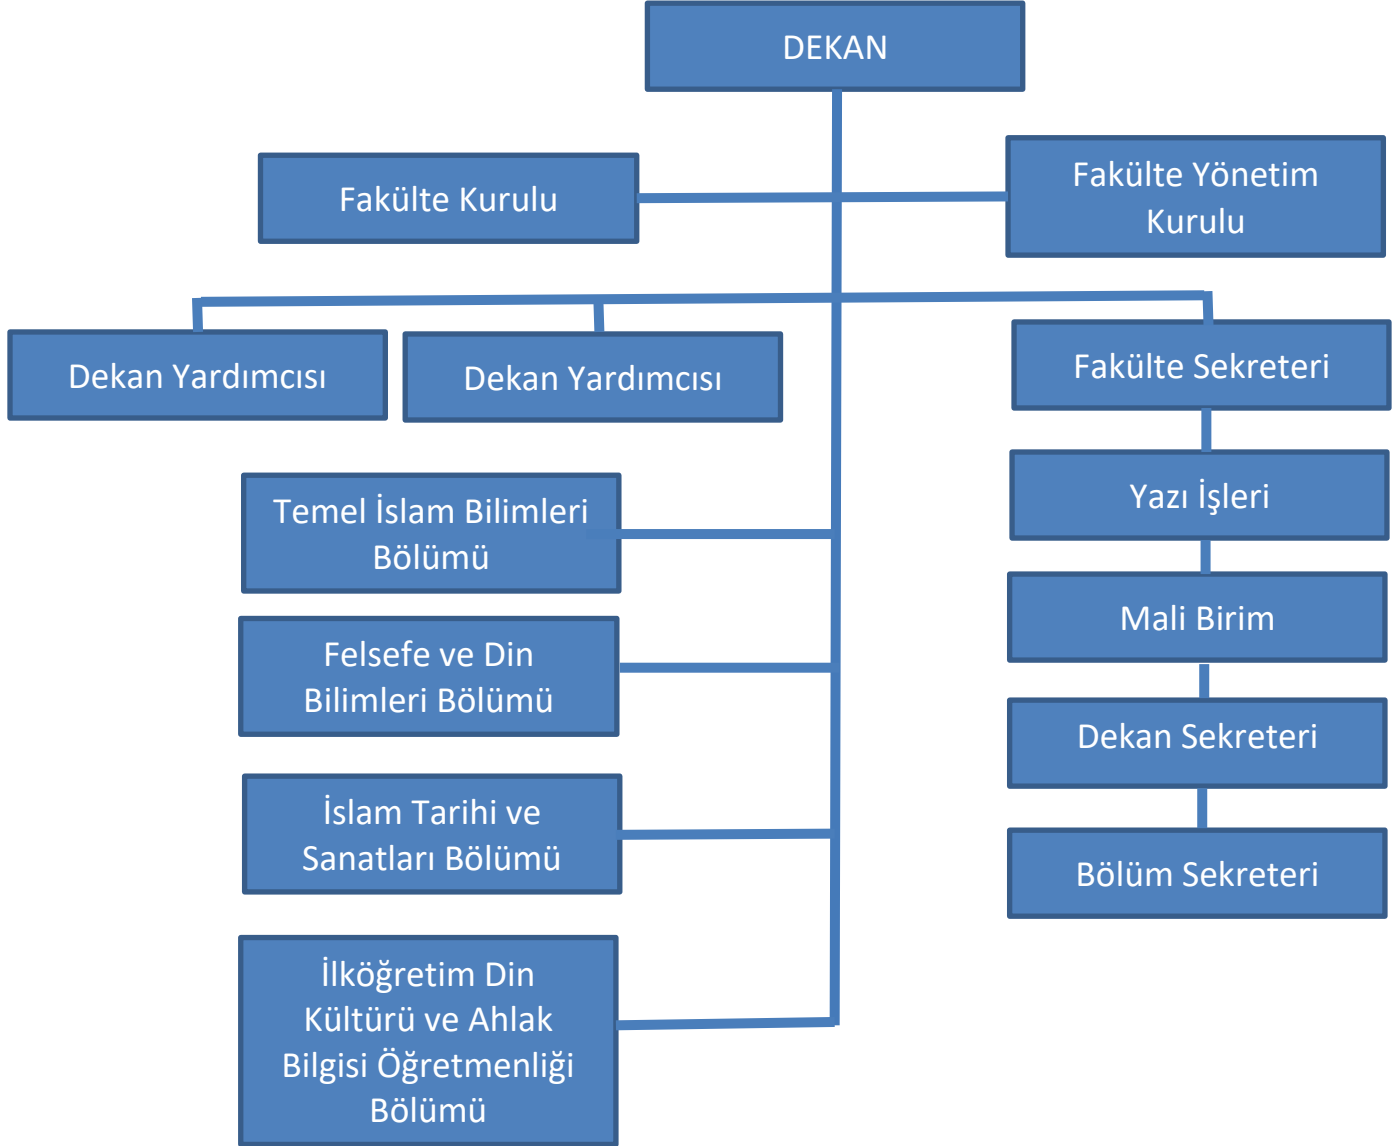 DEKAN
Fakülte Kurulu
Fakülte Yönetim
Kurulu
Dekan Yardımcısı
Dekan Yardımcısı
Fakülte Sekreteri
Temel İslam Bilimleri
Bölümü
Yazı İşleri
Felsefe ve Din
Bilimleri Bölümü
Mali Birim
Dekan Sekreteri
İslam Tarihi ve
Sanatları Bölümü
Bölüm Sekreteri
İlköğretim Din
Kültürü ve Ahlak
Bilgisi Öğretmenliği
Bölümü